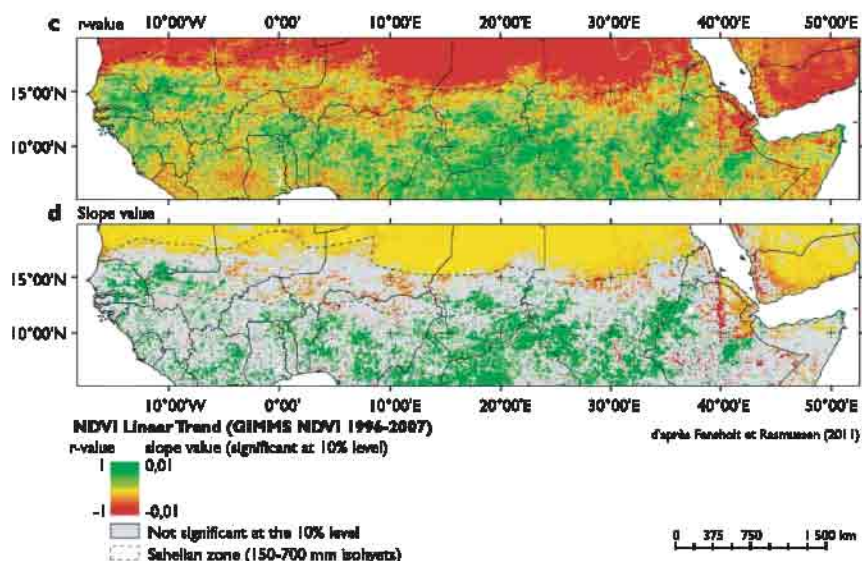 10°00'W 0°00' 10°00'E 20°00'E 30°00'E 40°00'E 50°00'E
c r-value
15°00'N
10°00'N
d Slope value
15°00'N
10°00'N
10°00'W 0°00' 10°00'E 20°00'E 30°00'E 40°00'E 50°00'E
NDVI Linear Trend (GIMMS NDVI 1996-2007)
d'après Fensholt et Rasmussen (2011)
r-value slope value (significant at 10% level)
1 0,01
-1 -0,01
Not significant at the 10% level
Sahelian zone (150-700 mm isohyets)
0 375 750 1 500 km